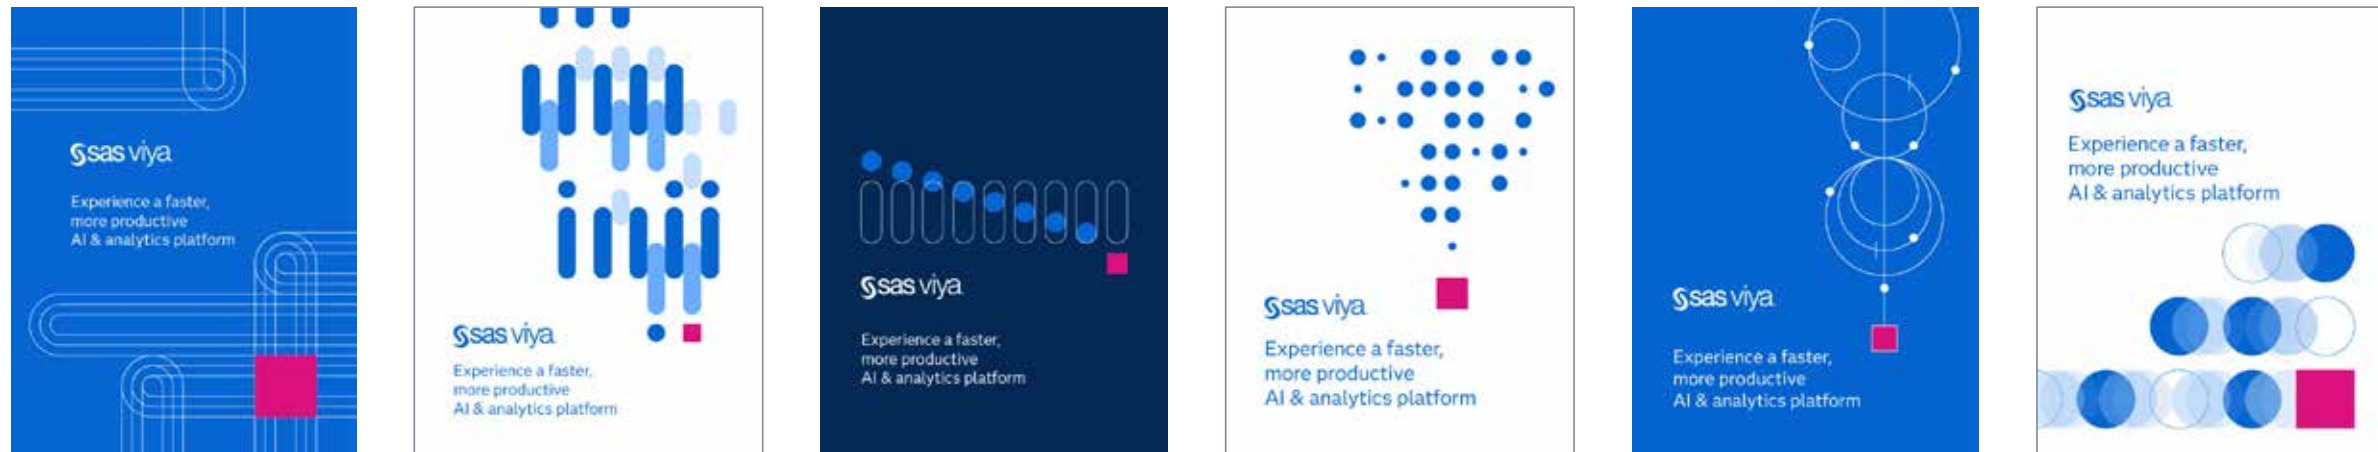 sas viya
Experience a faster,
more productive
AI & analytics platform
sas viya
Experience a faster,
more productive
AI & analytics platform
sas viya
Experience a faster,
more productive
AI & analytics platform
sas viya
Experience a faster,
more productive
AI & analytics platform
sas viya
Experience a faster,
more productive
AI & analytics platform
sas viya
Experience a faster,
more productive
AI & analytics platform